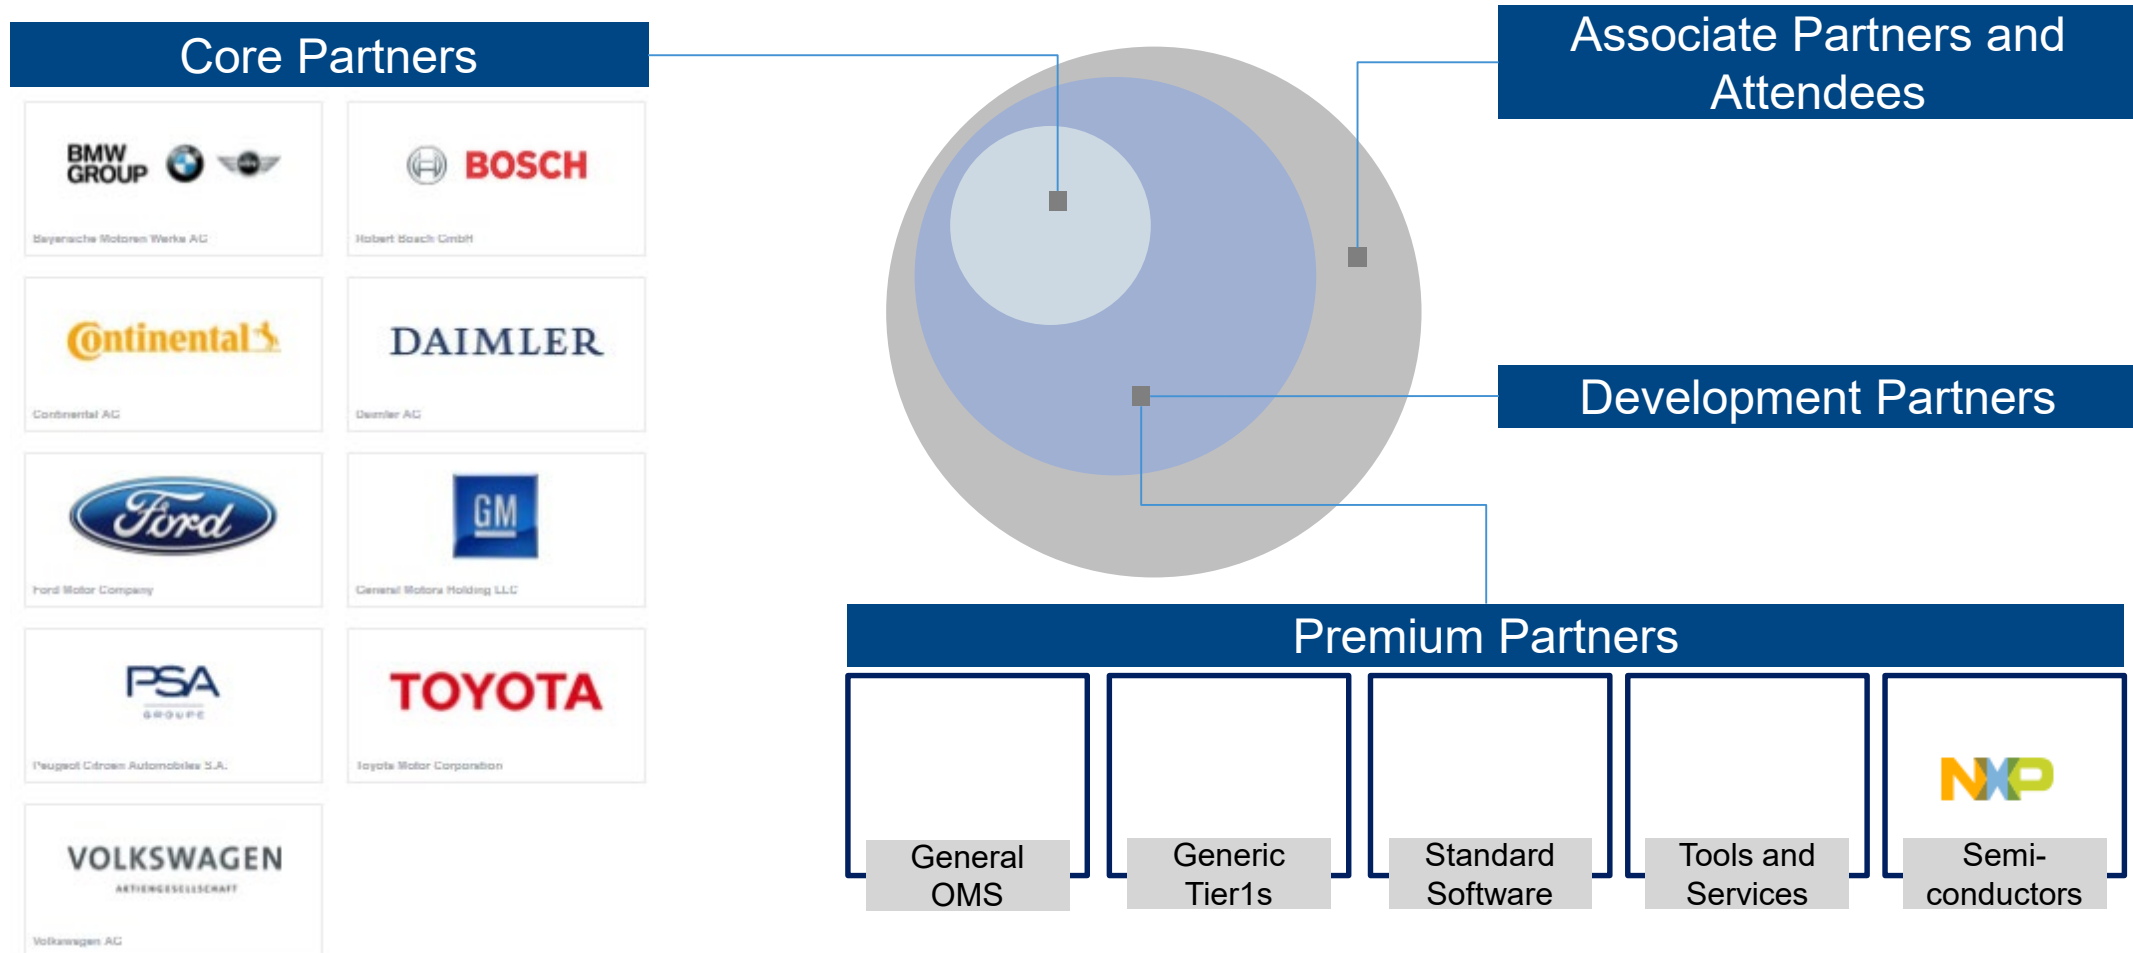 Core Partners
BMW
GROUP
Bayerische Motoren Werke AG
BOSCH
Robert Bosch GmbH
Continental
Continental AG
DAIMLER
Daimler AG
Ford
Ford Motor Company
GM
General Motors Holding LLC
PSA
GROUPE
Peugeot Citroen Automobiles S.A.
TOYOTA
Toyota Motor Corporation
VOLKSWAGEN
AKTIENGESELLSCHAFT
Volkswagen AG
Associate Partners and
Attendees
Development Partners
Premium Partners
General
OMS
Generic
Tier1s
Standard
Software
Tools and
Services
NXP
Semi-
conductors